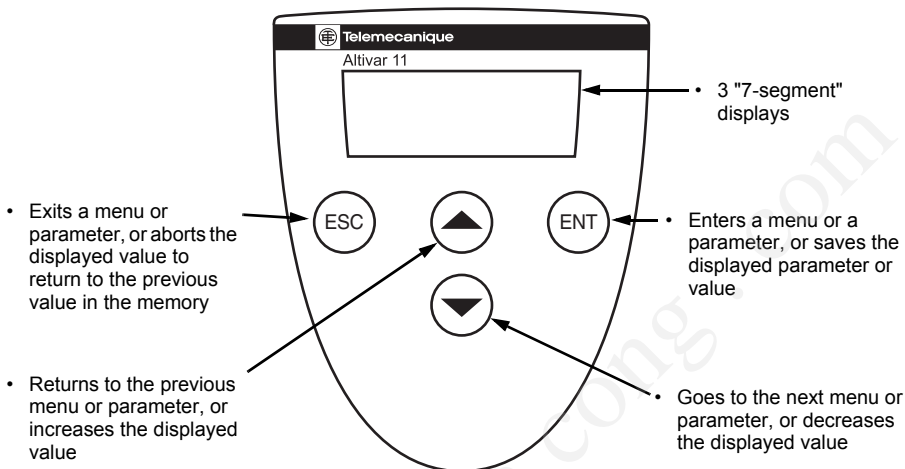 Telemecanique
Altivar 11
• 3 "7-segment"
displays
ESC
ENT
• Exits a menu or
parameter, or aborts the
displayed value to
return to the previous
value in the memory
• Enters a menu or a
parameter, or saves the
displayed parameter or
value
• Returns to the previous
menu or parameter, or
increases the displayed
value
• Goes to the next menu or
parameter, or decreases
the displayed value
cong . com